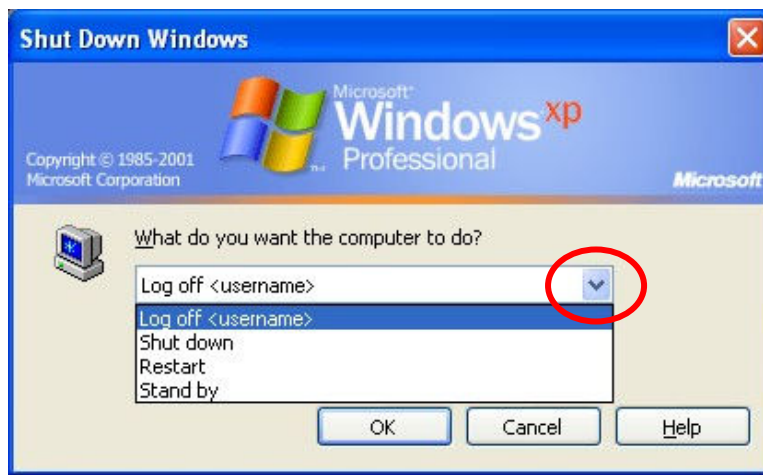 Shut Down Windows
Microsoft®
Windows xp
Professional
Copyright © 1985-2001
Microsoft Corporation
Microsoft
What do you want the computer to do?
Log off <username>
Log off <username>
Shut down
Restart
Stand by
OK Cancel Help